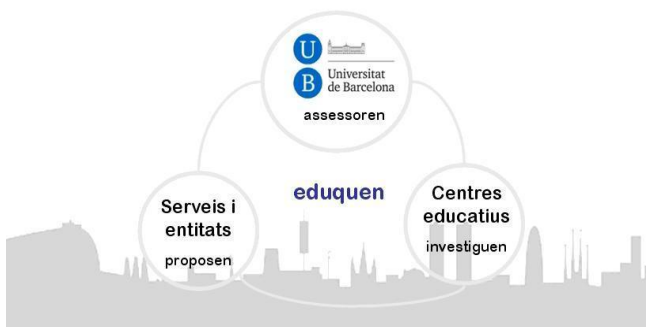 U
B
Universitat
de Barcelona
assessoren
eduquen
Serveis i
entitats
proposen
Centres
educatius
investiguen